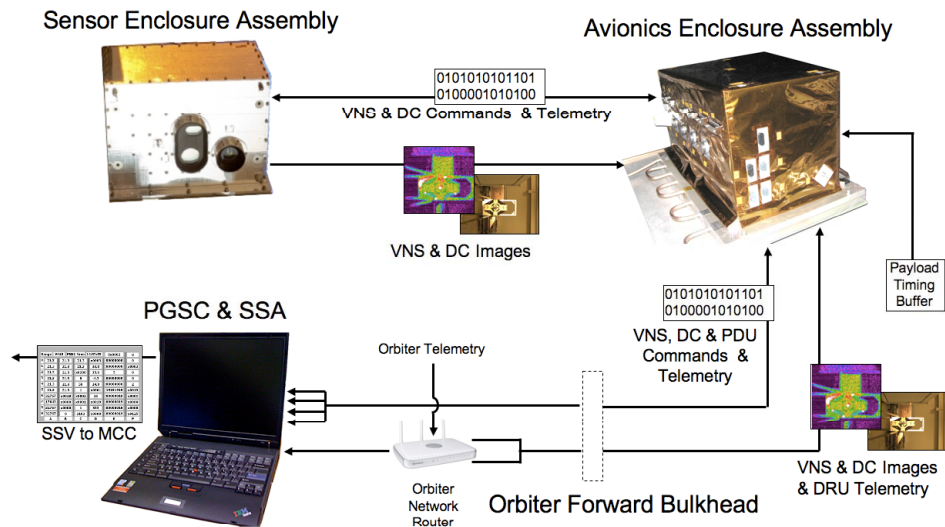 Sensor Enclosure Assembly
Avionics Enclosure Assembly
0101010101101
0100001010100
VNS & DC Commands & Telemetry
VNS & DC Images
Payload
Timing
Buffer
0101010101101
0100001010100
VNS, DC & PDU
Commands &
Telemetry
PGSC & SSA
Orbiter Telemetry
SSV to MCC
Orbiter
Network
Router
Orbiter Forward Bulkhead
VNS & DC Images
& DRU Telemetry